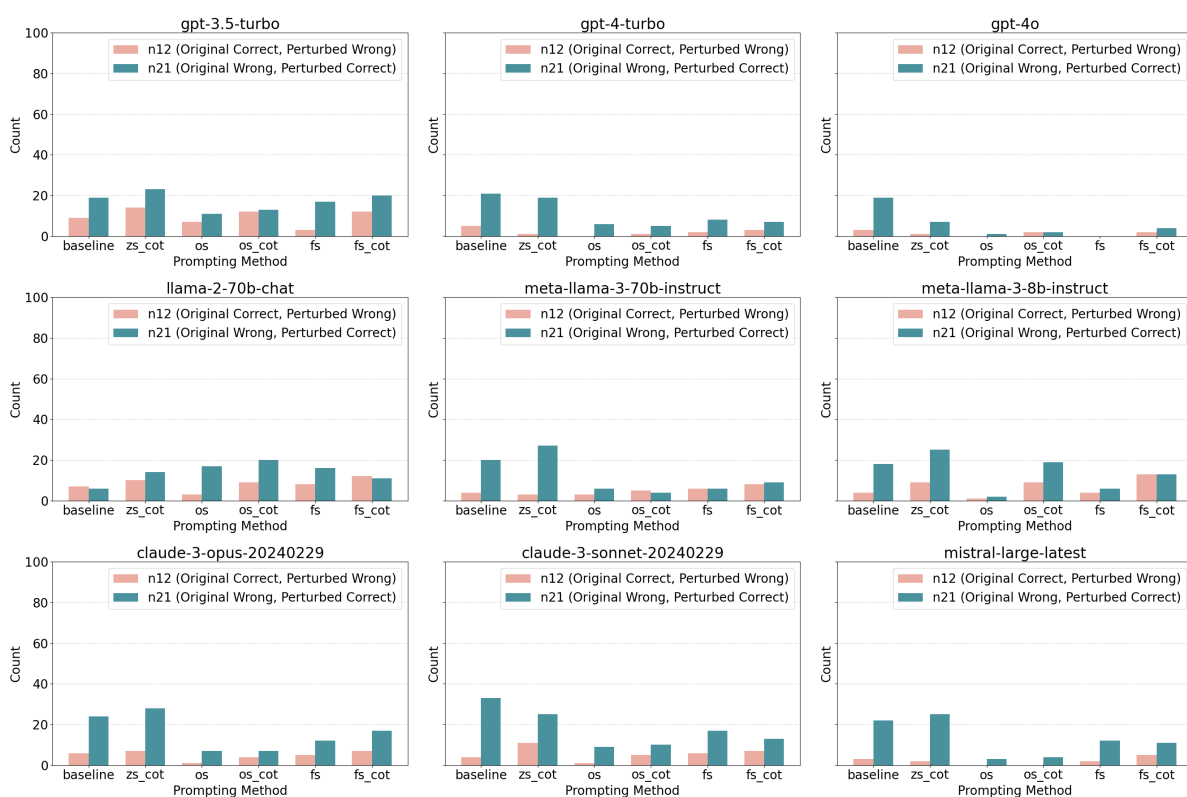 gpt-3.5-turbo
gpt-4-turbo
gpt-4o
100
80
60
40
20
0
Count
n12 (Original Correct, Perturbed Wrong)
n21 (Original Wrong, Perturbed Correct)
baseline zs_cot os os_cot fs fs_cot
Prompting Method
Count
n12 (Original Correct, Perturbed Wrong)
n21 (Original Wrong, Perturbed Correct)
baseline zs_cot os os_cot fs fs_cot
Prompting Method
Count
n12 (Original Correct, Perturbed Wrong)
n21 (Original Wrong, Perturbed Correct)
baseline zs_cot os os_cot fs fs_cot
Prompting Method
llama-2-70b-chat
meta-llama-3-70b-instruct
meta-llama-3-8b-instruct
100
80
60
40
20
0
Count
n12 (Original Correct, Perturbed Wrong)
n21 (Original Wrong, Perturbed Correct)
baseline zs_cot os os_cot fs fs_cot
Prompting Method
Count
n12 (Original Correct, Perturbed Wrong)
n21 (Original Wrong, Perturbed Correct)
baseline zs_cot os os_cot fs fs_cot
Prompting Method
Count
n12 (Original Correct, Perturbed Wrong)
n21 (Original Wrong, Perturbed Correct)
baseline zs_cot os os_cot fs fs_cot
Prompting Method
claude-3-opus-20240229
claude-3-sonnet-20240229
mistral-large-latest
100
80
60
40
20
0
Count
n12 (Original Correct, Perturbed Wrong)
n21 (Original Wrong, Perturbed Correct)
baseline zs_cot os os_cot fs fs_cot
Prompting Method
Count
n12 (Original Correct, Perturbed Wrong)
n21 (Original Wrong, Perturbed Correct)
baseline zs_cot os os_cot fs fs_cot
Prompting Method
Count
n12 (Original Correct, Perturbed Wrong)
n21 (Original Wrong, Perturbed Correct)
baseline zs_cot os os_cot fs fs_cot
Prompting Method